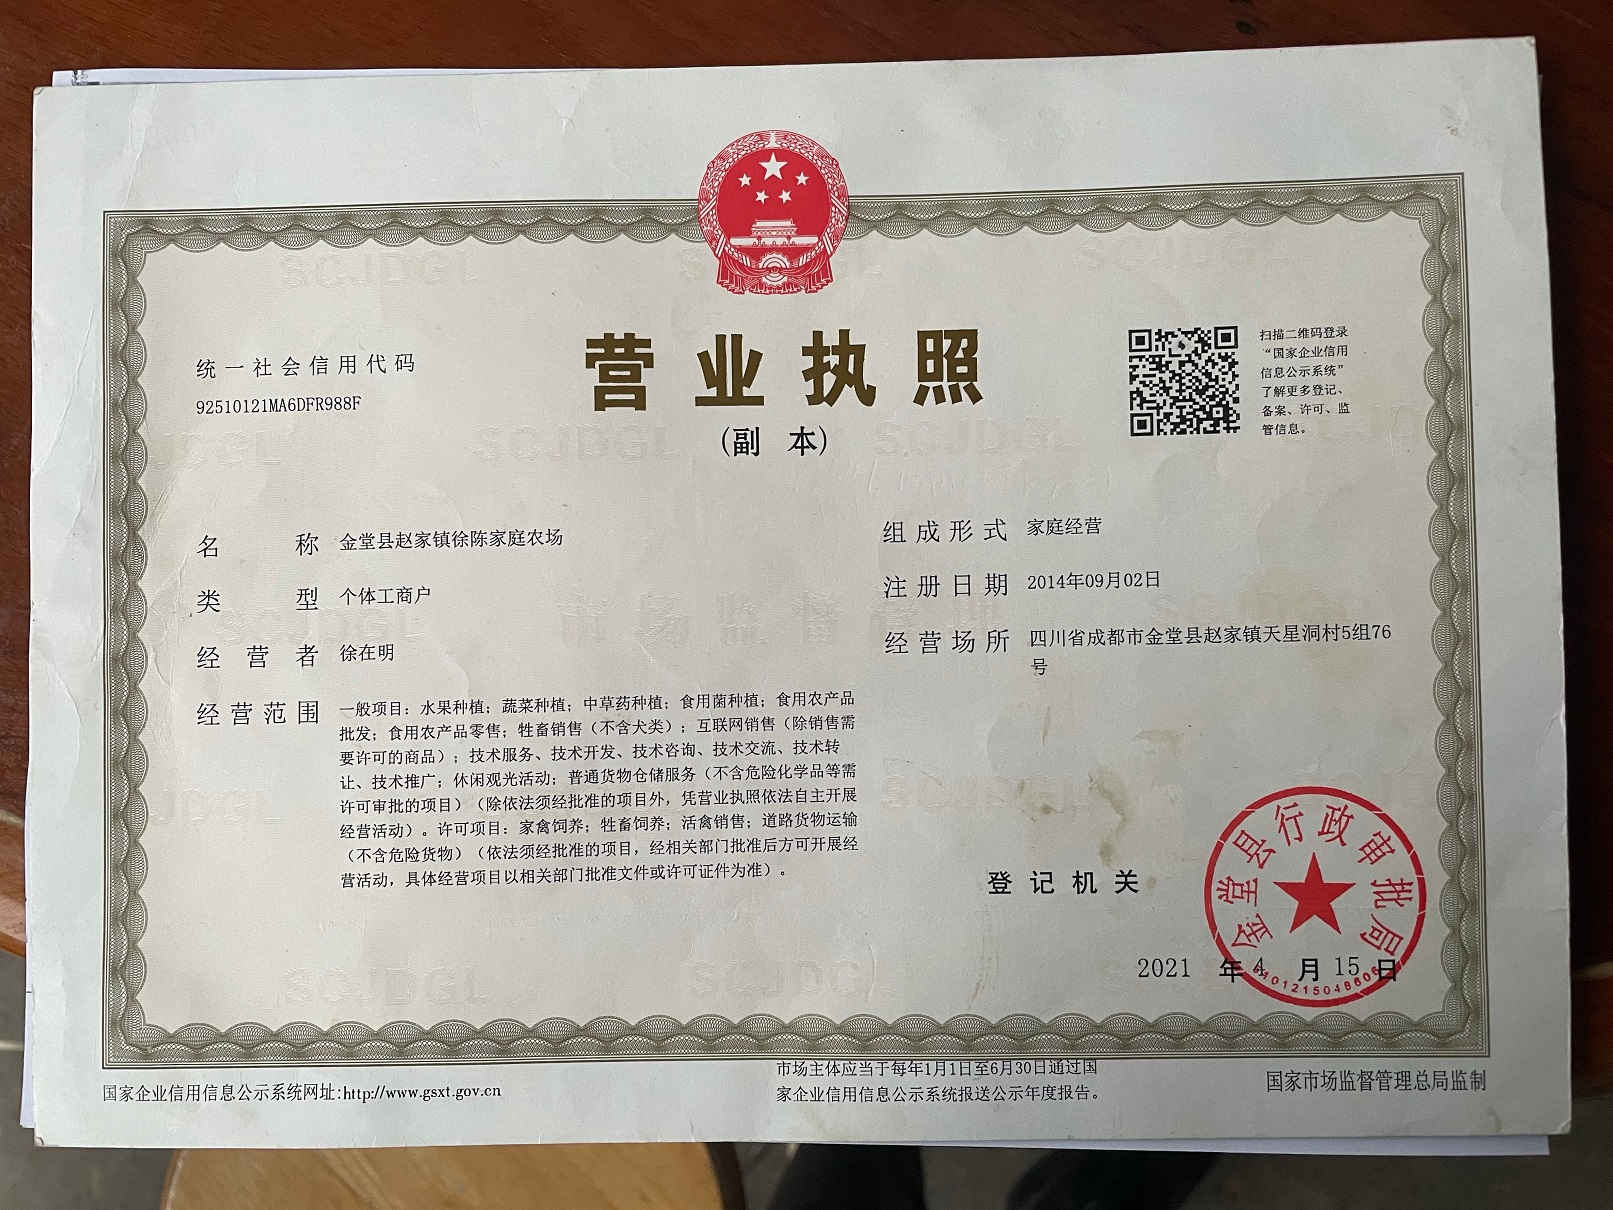 营业执照
(副 本)
统一社会信用代码
92510121MA6DFR988F
扫描二维码登录
“国家企业信用
信息公示系统”
了解更多登记、
备案、许可、监
管信息。
名 称 金堂县赵家镇徐陈家庭农场
类 型 个体工商户
经 营 者 徐在明
经营范围 一般项目：水果种植；蔬菜种植；中草药种植；食用菌种植；食用农产品
批发；食用农产品零售；牲畜销售（不含犬类）；互联网销售（除销售需
要许可的商品）；技术服务、技术开发、技术咨询、技术交流、技术转
让、技术推广；休闲观光活动；普通货物仓储服务（不含危险化学品等需
许可审批的项目）（除依法须经批准的项目外，凭营业执照依法自主开展
经营活动）。许可项目：家禽饲养；牲畜饲养；活禽销售；道路货物运输
（不含危险货物）（依法须经批准的项目，经相关部门批准后方可开展经
营活动，具体经营项目以相关部门批准文件或许可证件为准）。
组成形式 家庭经营
注册日期 2014年09月02日
经营场所 四川省成都市金堂县赵家镇天星洞村5组76
号
登记机关
金堂县行政审批局
5101215048606
2021 年 4 月 15 日
国家企业信用信息公示系统网址:http://www.gsxt.gov.cn
市场主体应当于每年1月1日至6月30日通过国
家企业信用信息公示系统报送公示年度报告。
国家市场监督管理总局监制